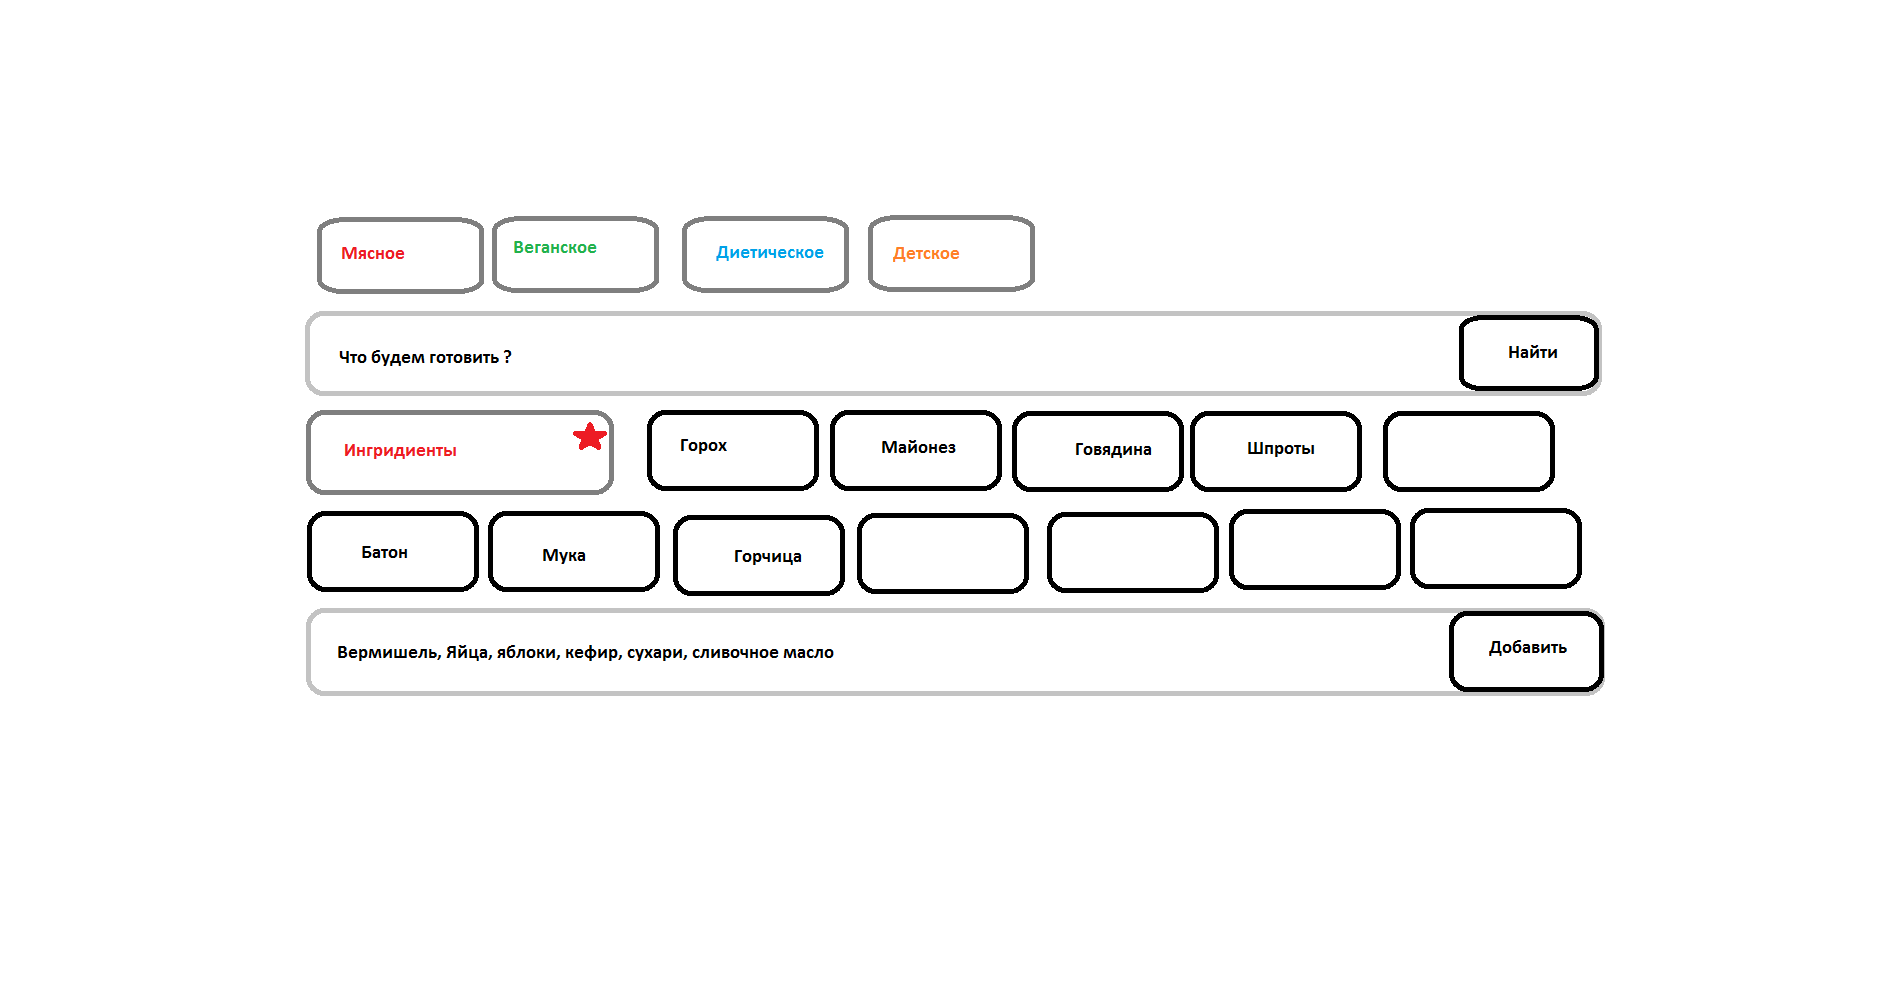 Мясное
Веганское
Диетическое
Детское
Что будем готовить ?
Найти
Ингридиенты
Горох
Майонез
Говядина
Шпроты
Батон
Мука
Горчица
Вермишель, Яйца, яблоки, кефир, сухари, сливочное масло
Добавить